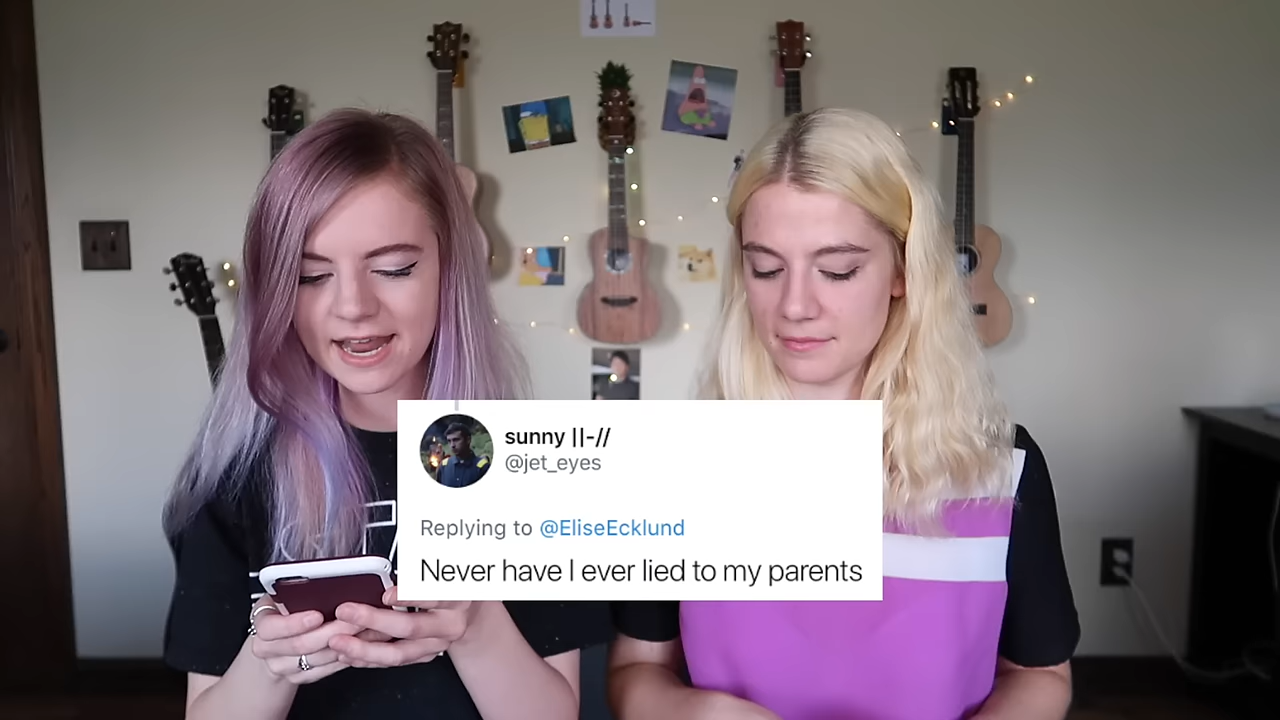 sunny ||-//
@jet_eyes
Replying to @EliseEcklund
Never have I ever lied to my parents